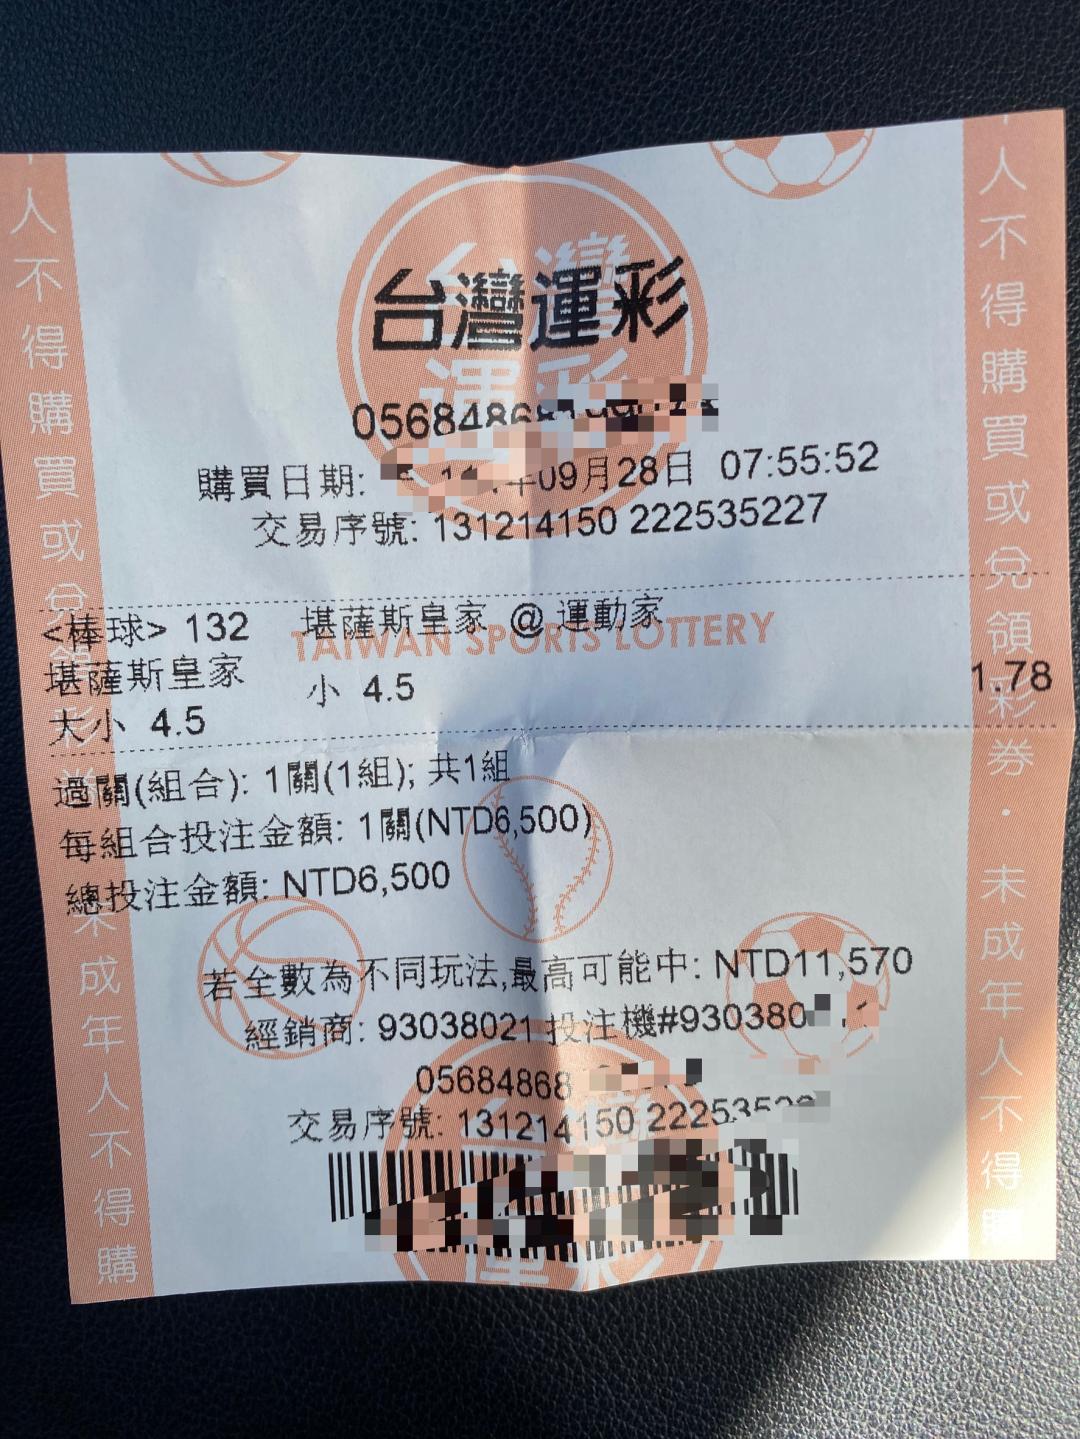 台灣運彩
05684868
年09月28日 07:55:52
購買日期:
交易序號: 131214150 222535227
<棒球> 132 堪薩斯皇家 @ 運動家
TAIWAN SPORTS LOTTERY
堪薩斯皇家 小 4.5 1.78
大小 4.5
過關(組合): 1關(1組); 共1組
每組合投注金額: 1關(NTD6,500)
總投注金額: NTD6,500
若全數為不同玩法,最高可能中: NTD11,570
經銷商: 93038021 投注機#930380
05684868
交易序號: 131214150 2225352
人不得購買或兌領彩券
未成年人不得購
人不得購買或兌領彩券・未成年人不得購